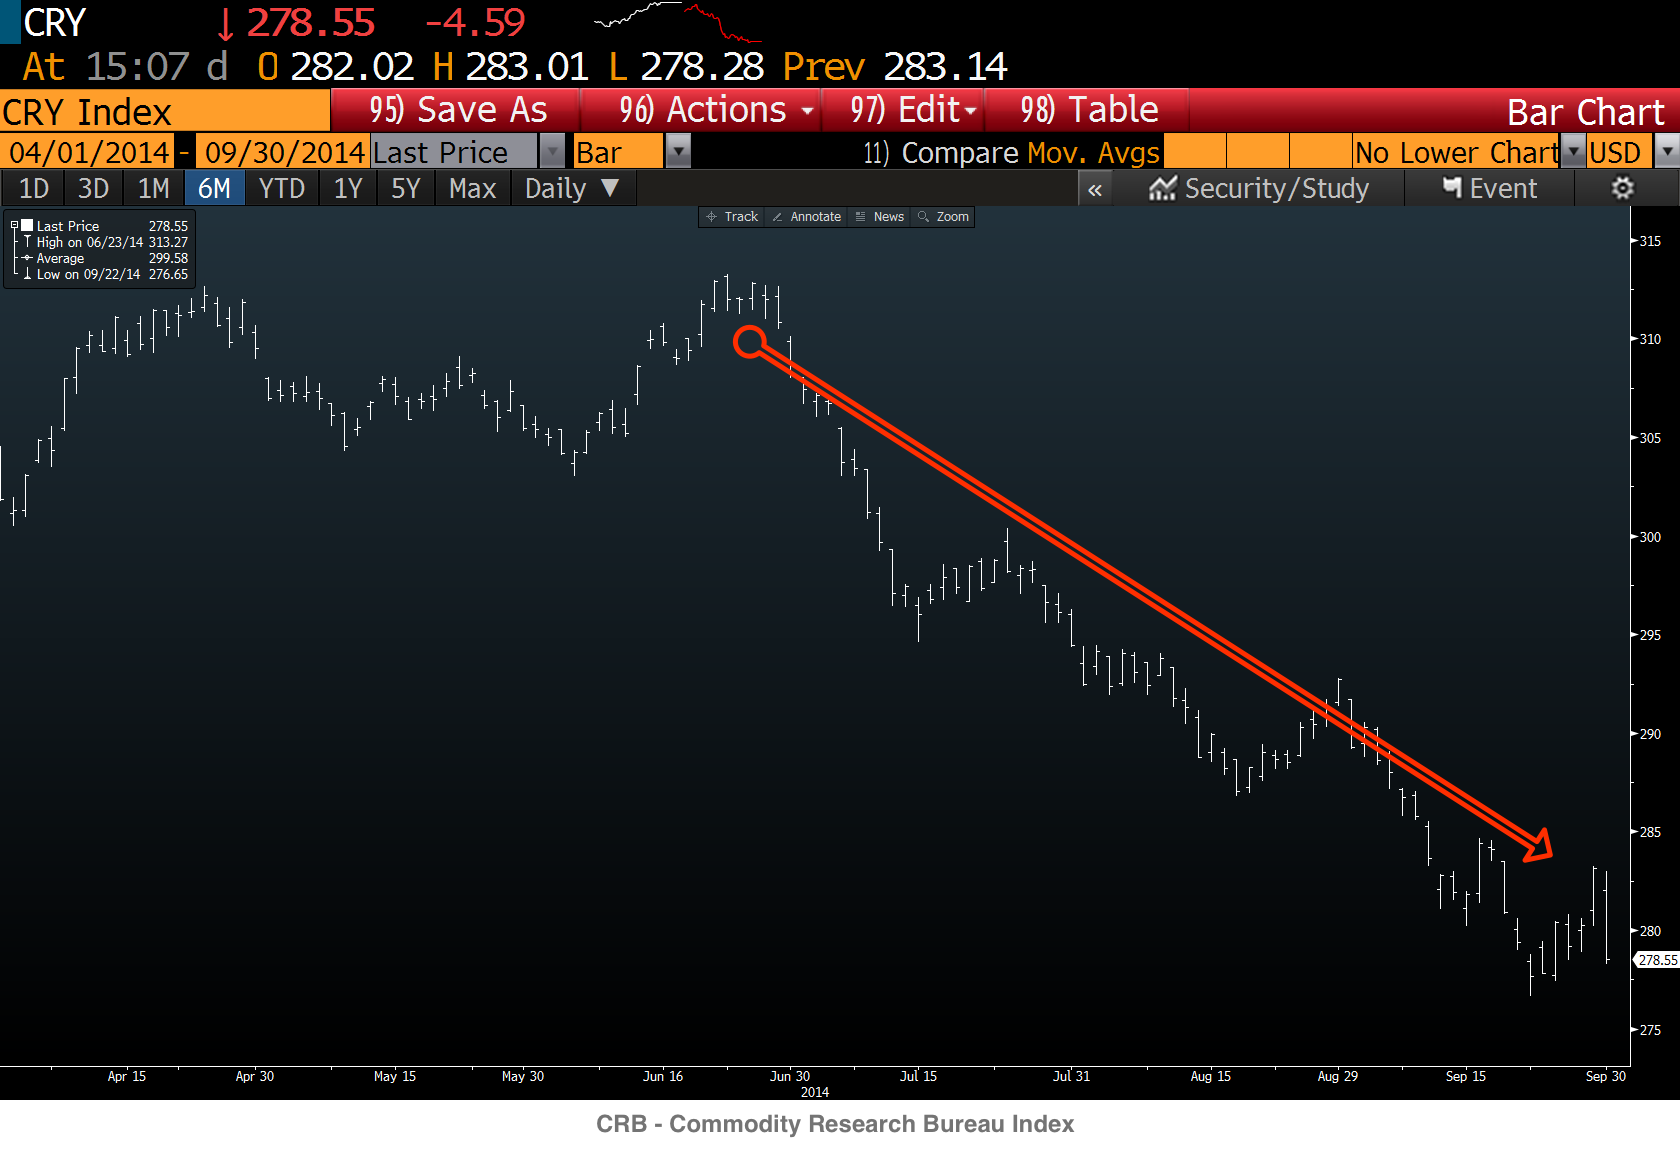 CRY ↓ 278.55 -4.59
At 15:07 d O 282.02 H 283.01 L 278.28 Prev 283.14
CRY Index 95) Save As 96) Actions 97) Edit 98) Table Bar Chart
04/01/2014 - 09/30/2014 Last Price Bar 11) Compare Mov. Avgs No Lower Chart USD
1D 3D 1M 6M YTD 1Y 5Y Max Daily ▼ « Security/Study Event
Track Annotate News Zoom
Last Price 278.55
High on 06/23/14 313.27
Average 299.58
Low on 09/22/14 276.65
315
310
305
300
295
290
285
280
278.55
275
Apr 15 Apr 30 May 15 May 30 Jun 16 Jun 30 Jul 15 Jul 31 Aug 15 Aug 29 Sep 15 Sep 30
2014
CRB - Commodity Research Bureau Index